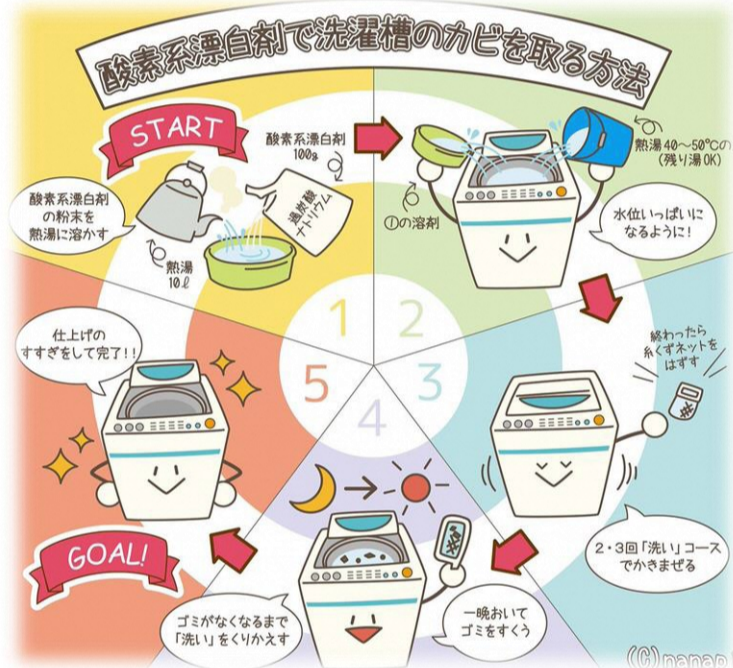 酸素系漂白剤で洗濯槽のカビを取る方法
START
酸素系漂白剤
100g
過炭酸
ナトリウム
酸素系漂白剤
の粉末を
熱湯に溶かす
熱湯
10ℓ
1
熱湯40〜50℃の
(残り湯OK)
①の溶剤
水位いっぱいに
なるように!
2
終わったら
糸くずネットを
はずす
2・3回「洗い」コース
でかきまぜる
3
一晩おいて
ゴミをすくう
ゴミがなくなるまで
「洗い」をくりかえす
4
仕上げの
すすぎをして完了!!
5
GOAL!
(C)nanap